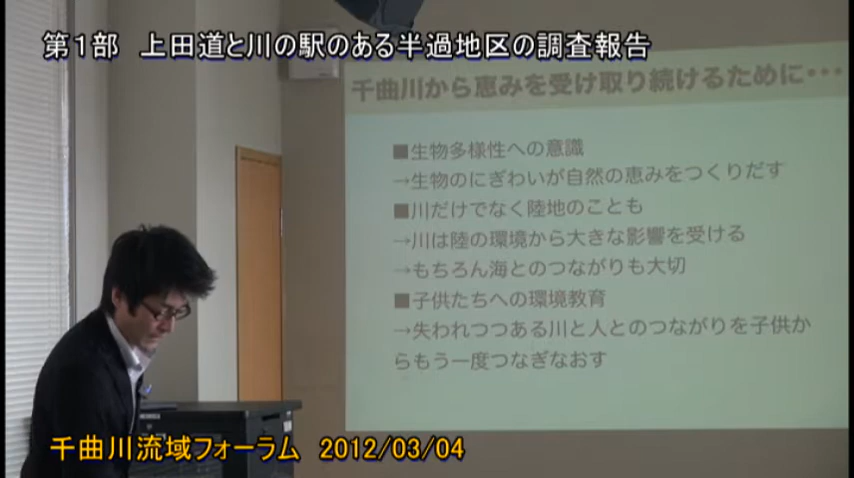 第１部　上田道と川の駅のある半過地区の調査報告
千曲川から恵みを受け取り続けるために・・・
■生物多様性への意識
→生物のにぎわいが自然の恵みをつくりだす
■川だけでなく陸地のことも
→川は陸の環境から大きな影響を受ける
→もちろん海とのつながりも大切
■子供たちへの環境教育
→失われつつある川と人とのつながりを子供か
らもう一度つなぎなおす
千曲川流域フォーラム　2012/03/04